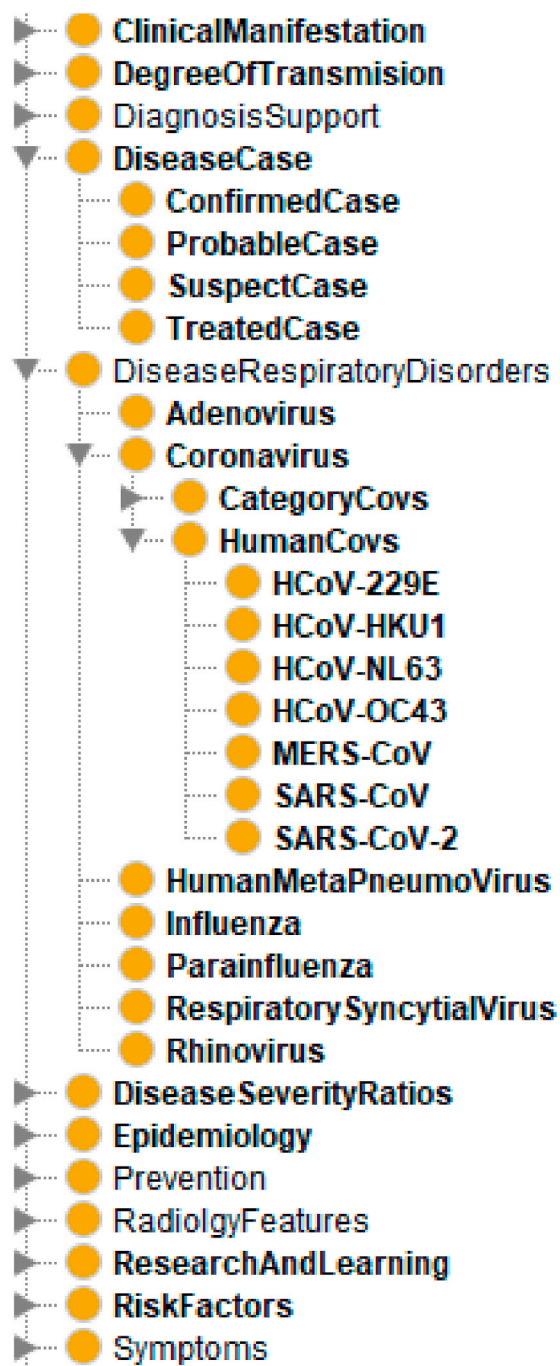 ClinicalManifestation
DegreeOfTransmision
DiagnosisSupport
DiseaseCase
ConfirmedCase
ProbableCase
SuspectCase
TreatedCase
DiseaseRespiratoryDisorders
Adenovirus
Coronavirus
CategoryCovs
HumanCovs
HCoV-229E
HCoV-HKU1
HCoV-NL63
HCoV-OC43
MERS-CoV
SARS-CoV
SARS-CoV-2
HumanMetaPneumoVirus
Influenza
Parainfluenza
RespiratorySyncytialVirus
Rhinovirus
DiseaseSeverityRatios
Epidemiology
Prevention
RadiolgyFeatures
ResearchAndLearning
RiskFactors
Symptoms